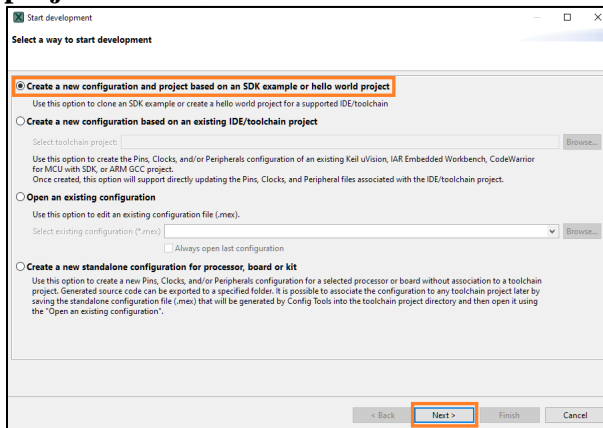 Start development
Select a way to start development
Create a new configuration and project based on an SDK example or hello world project
Use this option to clone an SDK example or create a hello world project for a supported IDE/toolchain
Create a new configuration based on an existing IDE/toolchain project
Select toolchain project:
Browse...
Use this option to create the Pins, Clocks, and/or Peripherals configuration of an existing Keil uVision, IAR Embedded Workbench, CodeWarrior
for MCU with SDK, or ARM GCC project.
Once created, this option will support directly updating the Pins, Clocks, and Peripheral files associated with the IDE/toolchain project.
Open an existing configuration
Use this option to edit an existing configuration file (.mex).
Select existing configuration (*.mex)
Browse...
Always open last configuration
Create a new standalone configuration for processor, board or kit
Use this option to create a new Pins, Clocks, and/or Peripherals configuration for a selected processor or board without association to a toolchain
project. Generated source code can be exported to a specified folder. It is possible to associate the configuration to any toolchain project later by
saving the standalone configuration file (.mex) that will be generated by Config Tools into the toolchain project directory and then open it using
the "Open an existing configuration".
< Back
Next >
Finish
Cancel